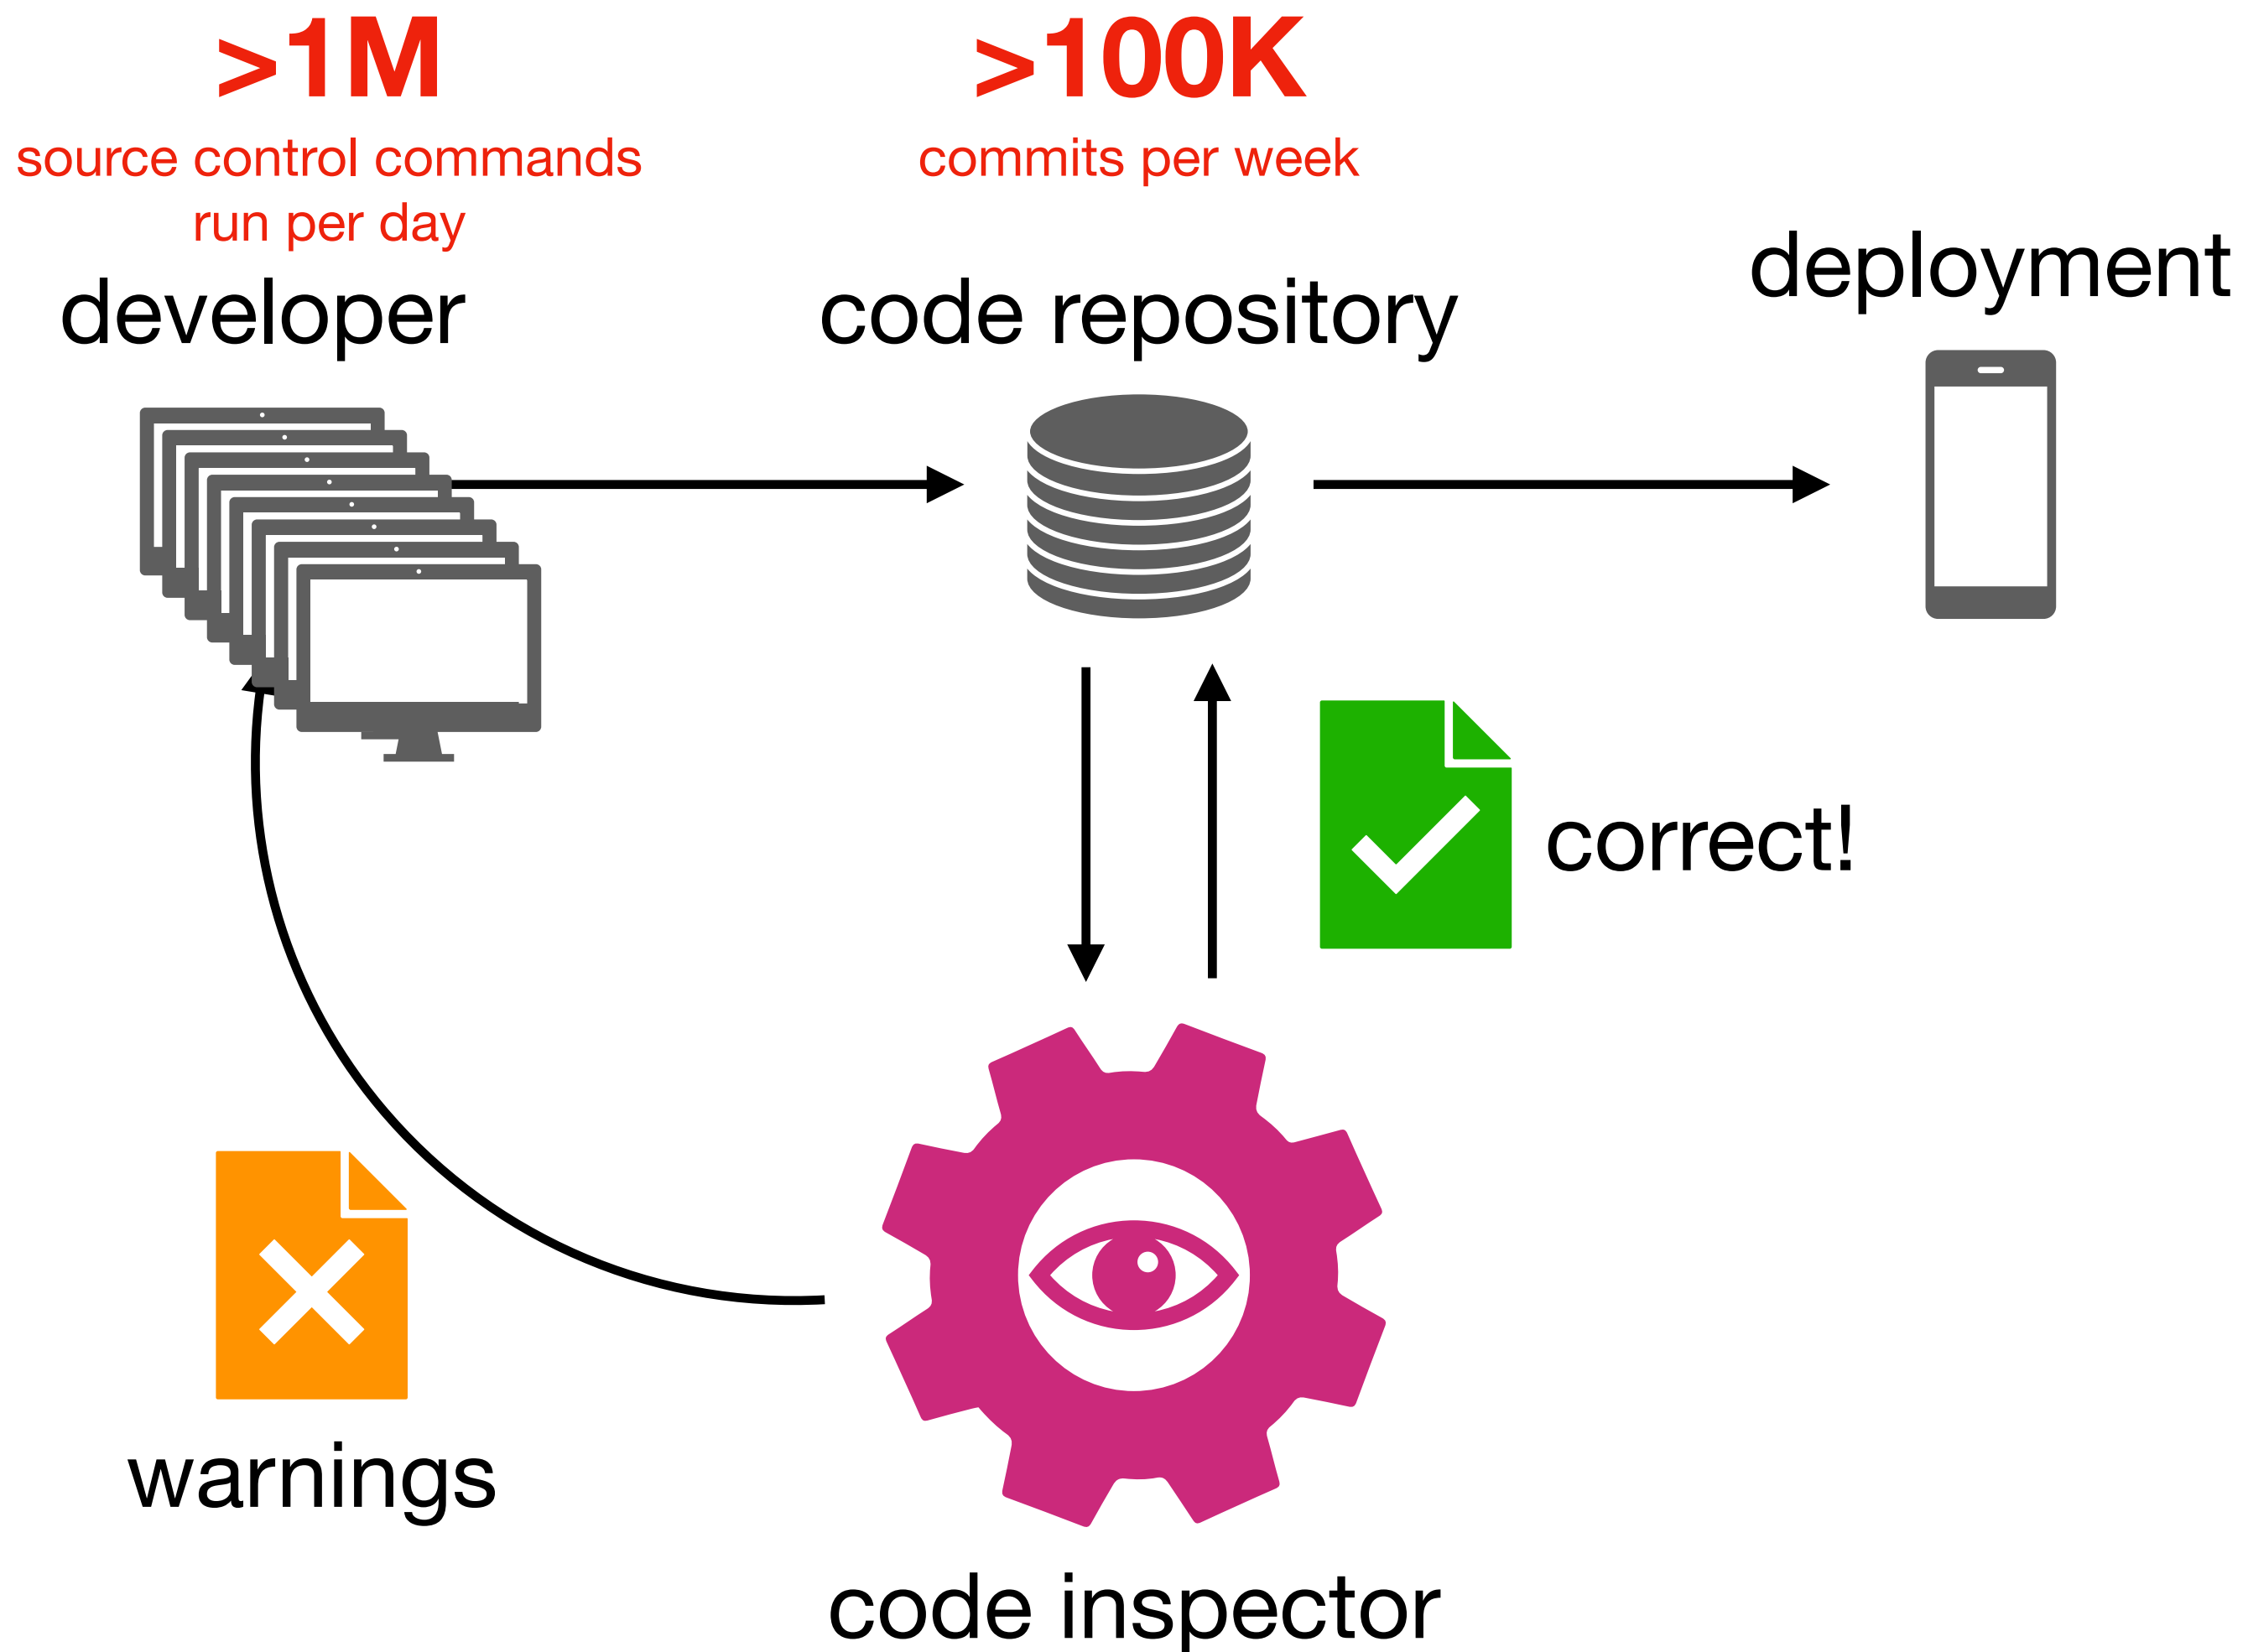 >1M
source control commands
run per day
developer
>100K
commits per week
code repository
deployment
correct!
warnings
code inspector